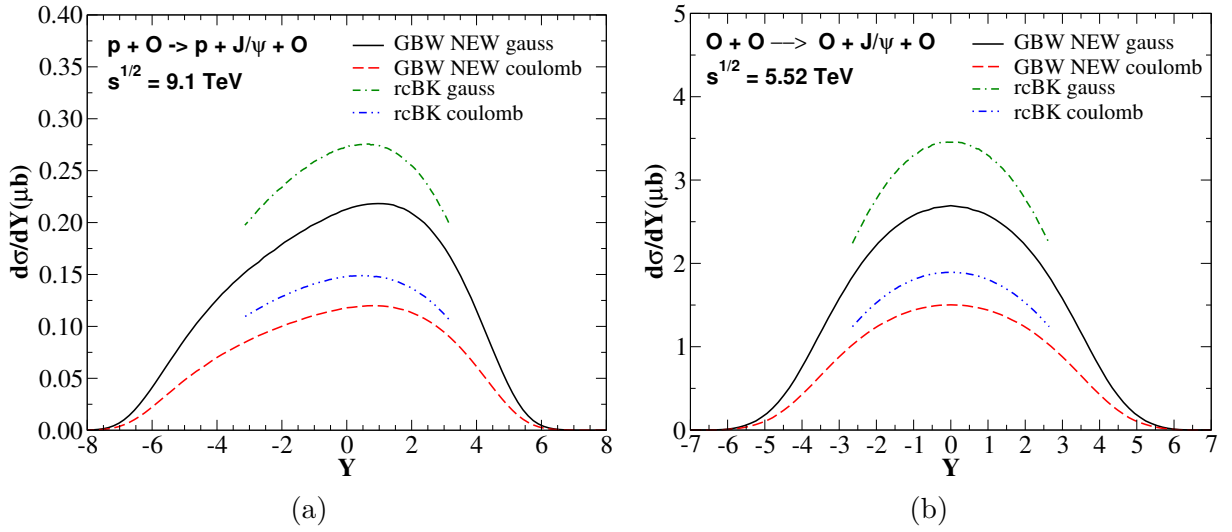 p + O -> p + J/ψ + O
s^1/2 = 9.1 TeV
GBW NEW gauss
GBW NEW coulomb
rcBK gauss
rcBK coulomb
0.40
0.35
0.30
0.25
0.20
0.15
0.10
0.05
0.00
dσ/dY(μb)
-8 -6 -4 -2 0 2 4 6 8
Y
(a)
O + O —> O + J/ψ + O
s^1/2 = 5.52 TeV
GBW NEW gauss
GBW NEW coulomb
rcBK gauss
rcBK coulomb
5
4
3
2
1
0
dσ/dY(μb)
-7 -6 -5 -4 -3 -2 -1 0 1 2 3 4 5 6 7
Y
(b)